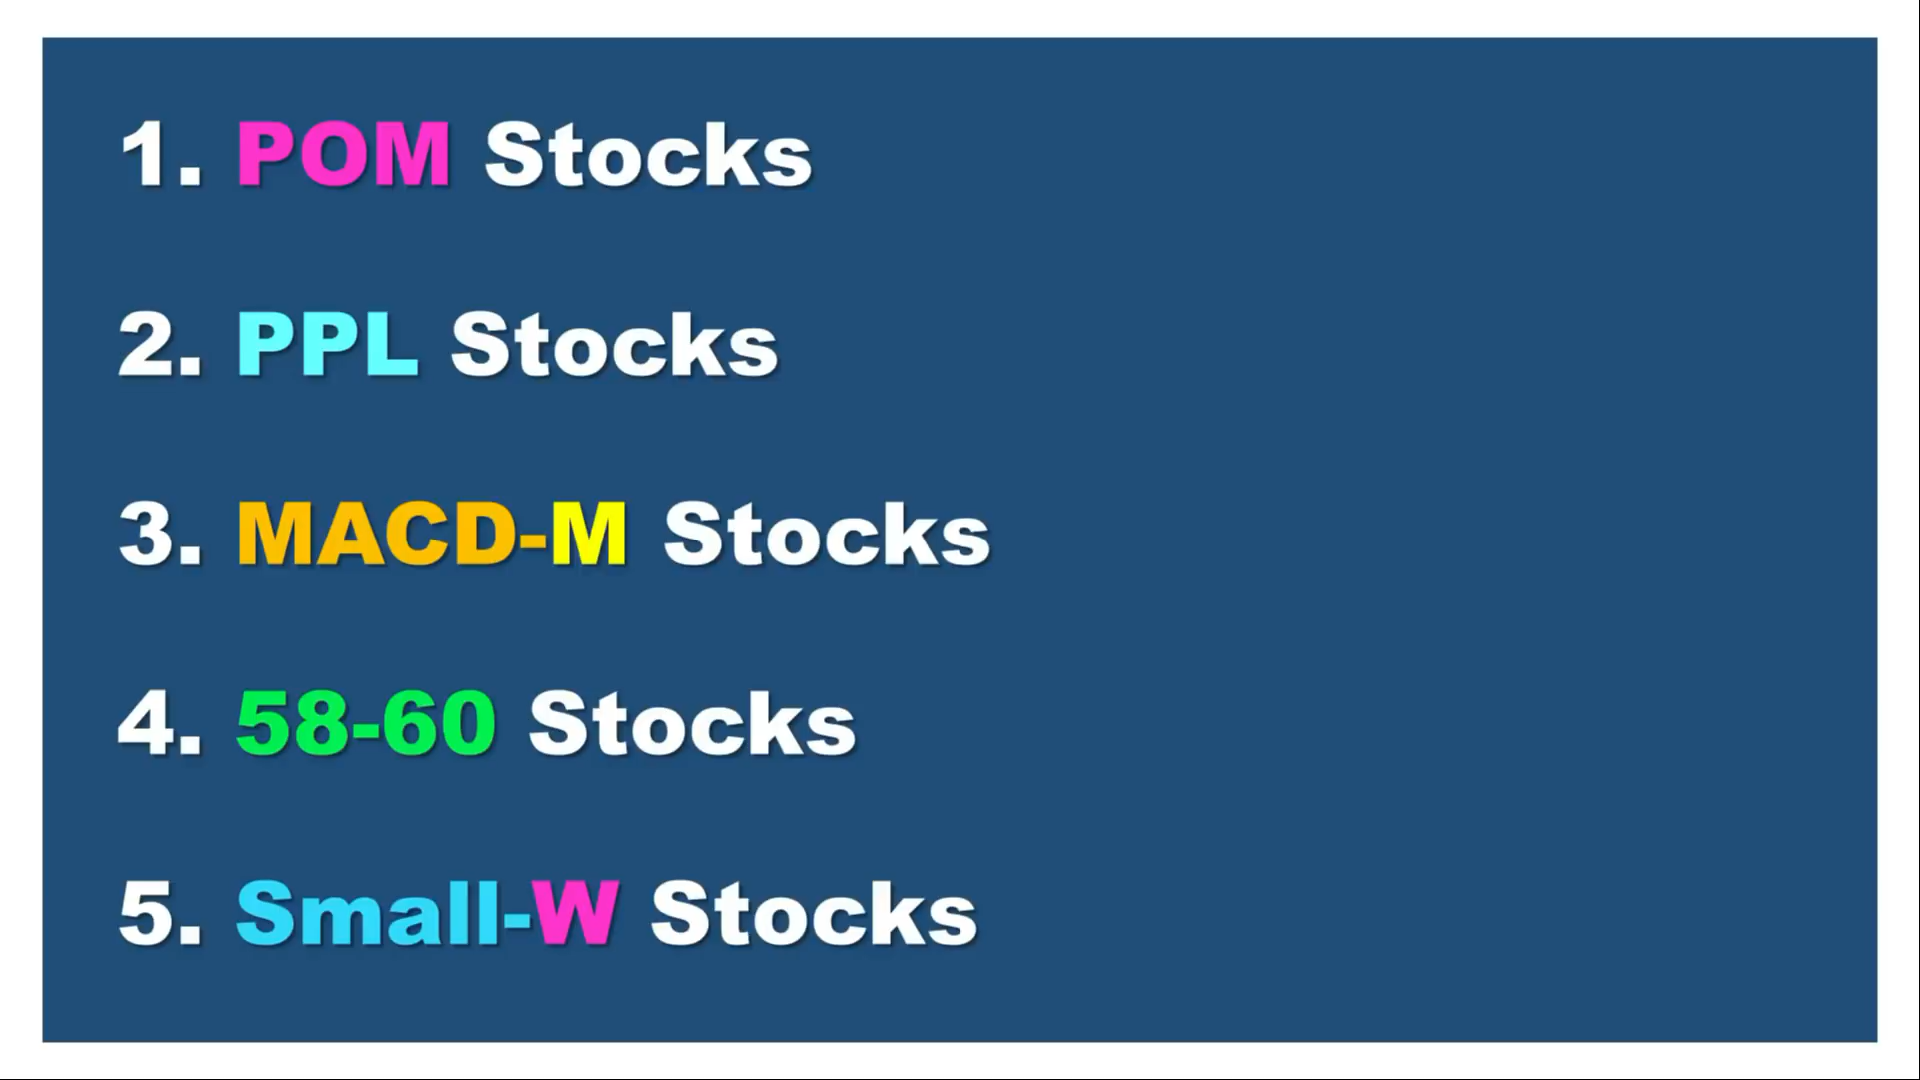 1. POM Stocks
2. PPL Stocks
3. MACD-M Stocks
4. 58-60 Stocks
5. Small-W Stocks